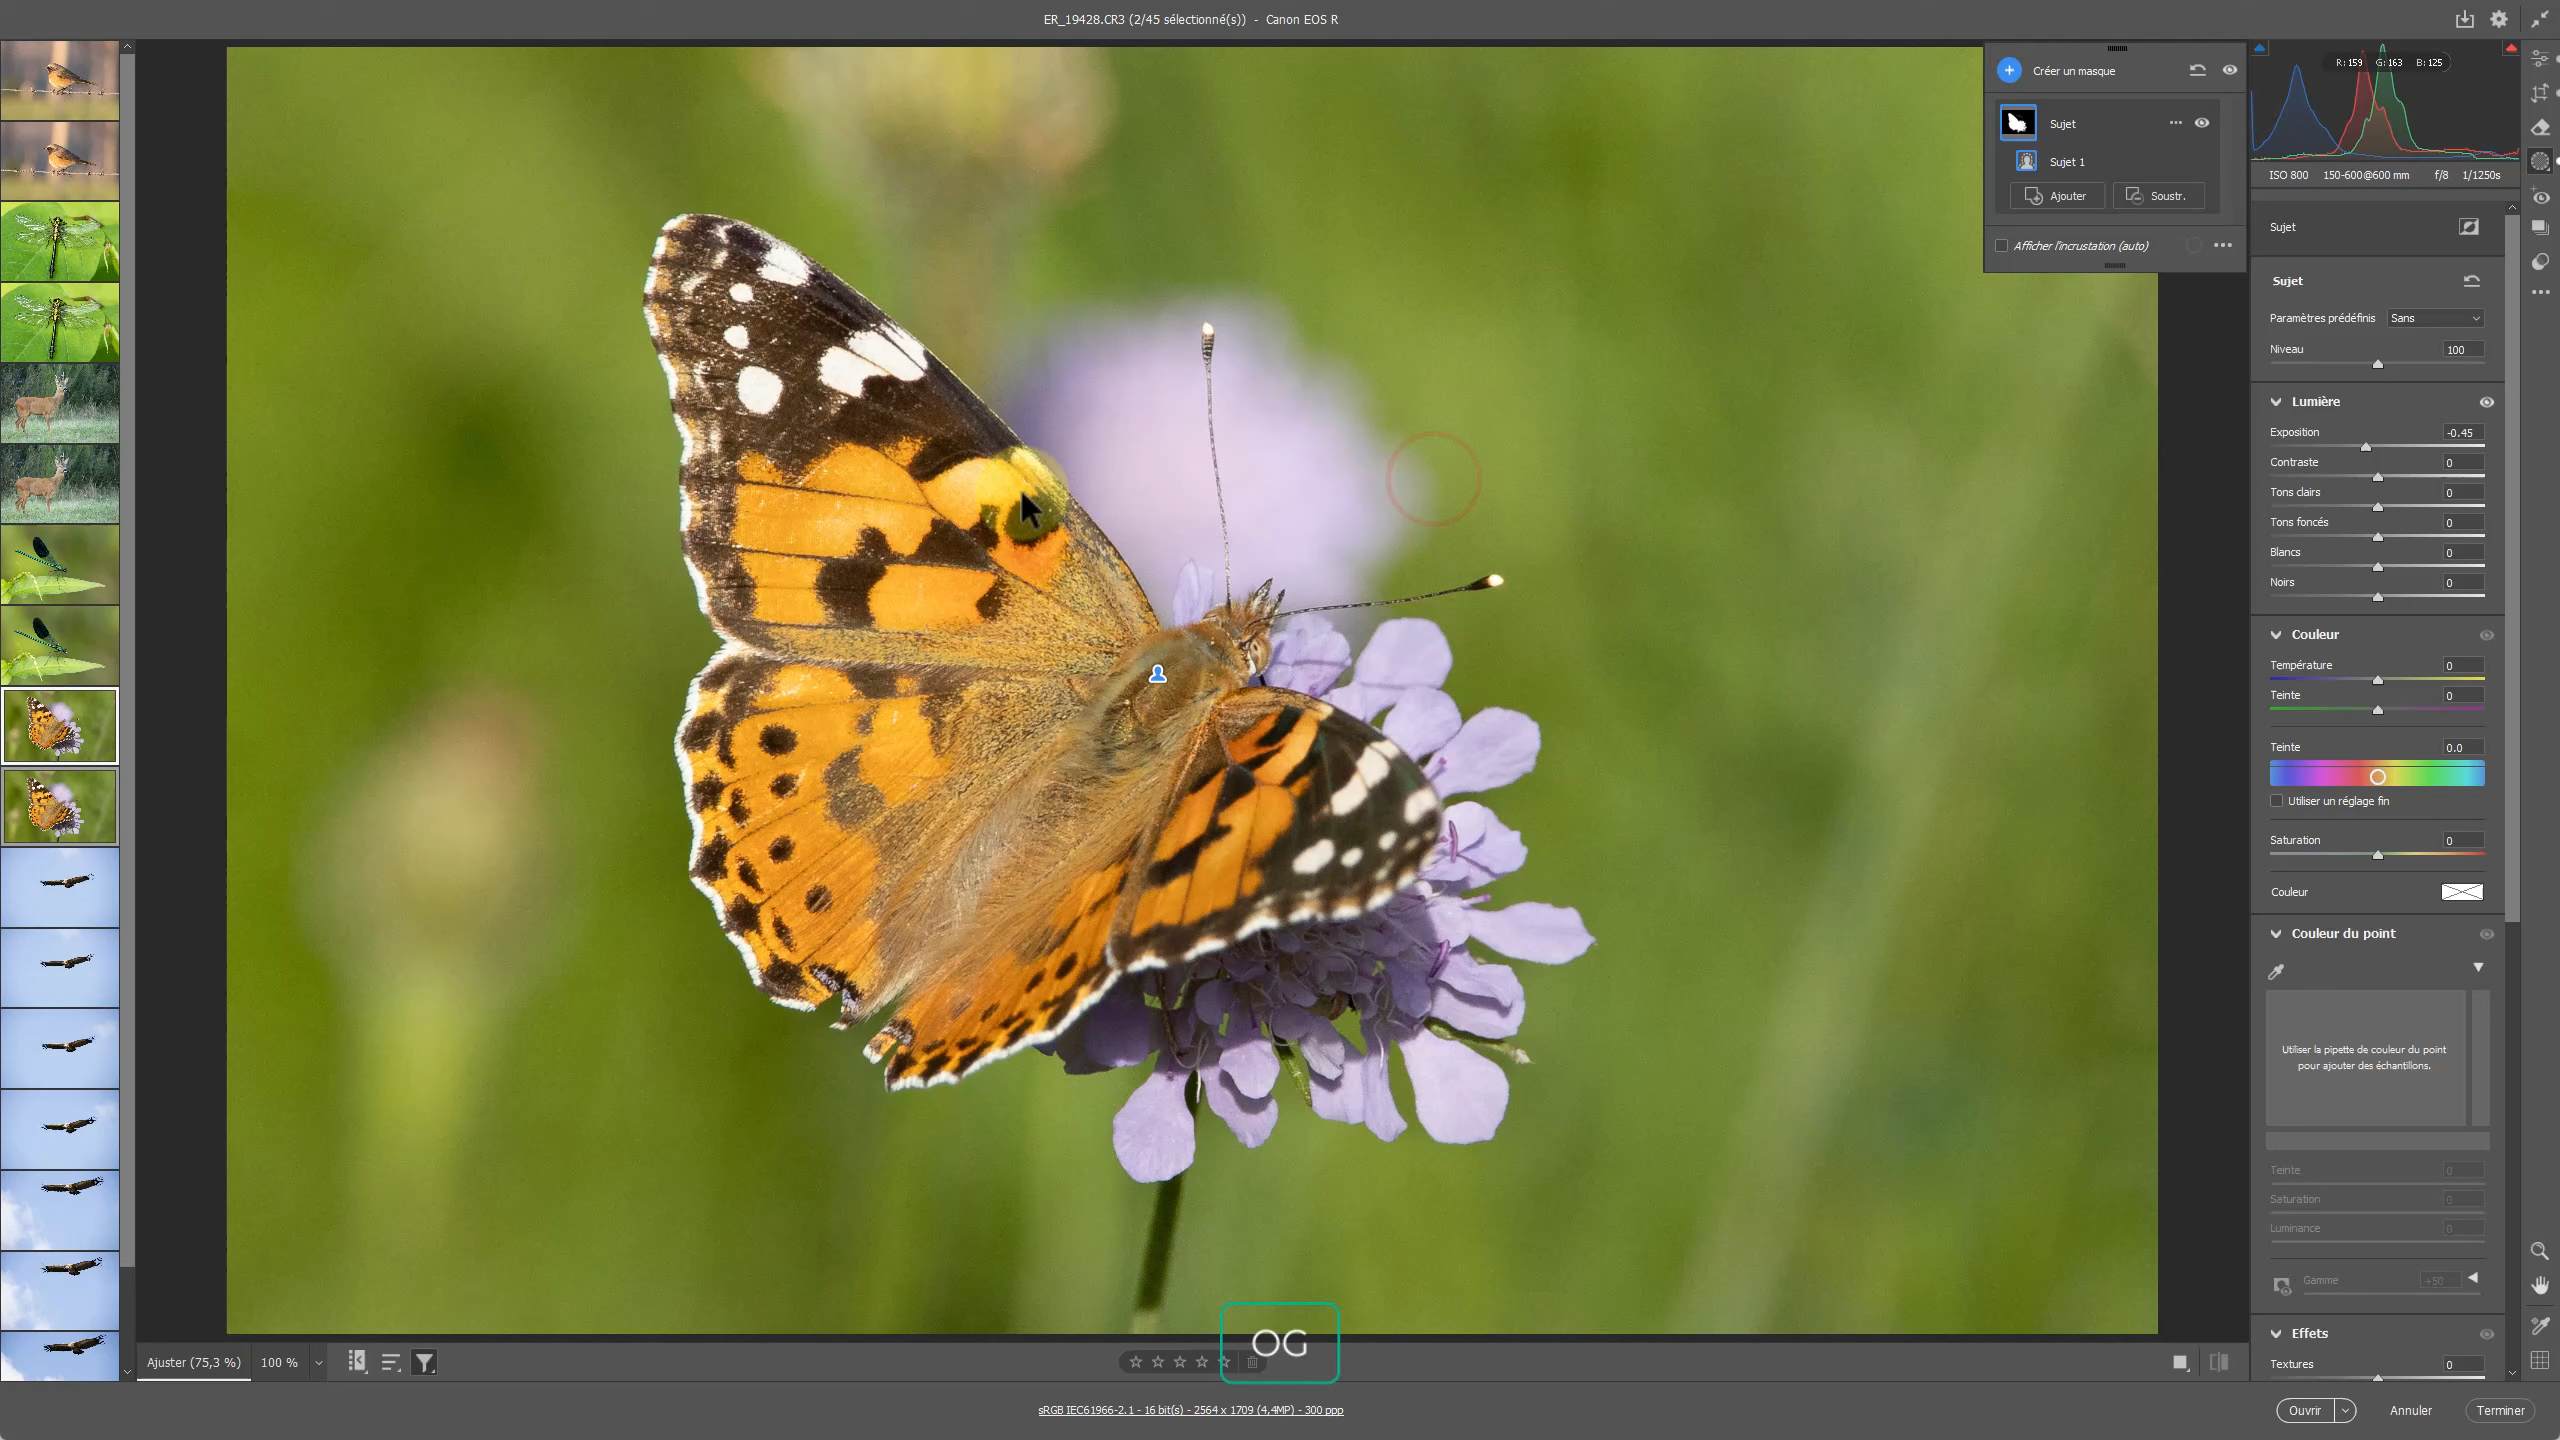 ER_19428.CR3 (2/45 sélectionné(s)) - Canon EOS R
Créer un masque
Sujet
Sujet 1
Ajouter
Soustr.
Afficher l'incrustation (auto)
R: 159 G: 163 B: 125
ISO 800 150-600@600 mm f/8 1/1250s
Sujet
Sujet
Paramètres prédéfinis Sans
Niveau 100
Lumière
Exposition -0.45
Contraste 0
Tons clairs 0
Tons foncés 0
Blancs 0
Noirs 0
Couleur
Température 0
Teinte 0
Teinte 0.0
Utiliser un réglage fin
Saturation 0
Couleur
Couleur du point
Utiliser la pipette de couleur du point
pour ajouter des échantillons.
Teinte 0
Saturation 0
Luminance 0
Gamme +50
Effets
Textures 0
Ajuster (75,3 %) 100 %
OG
sRGB IEC61966-2.1 - 16 bit(s) - 2564 x 1709 (4,4MP) - 300 ppp
Ouvrir
Annuler
Terminer